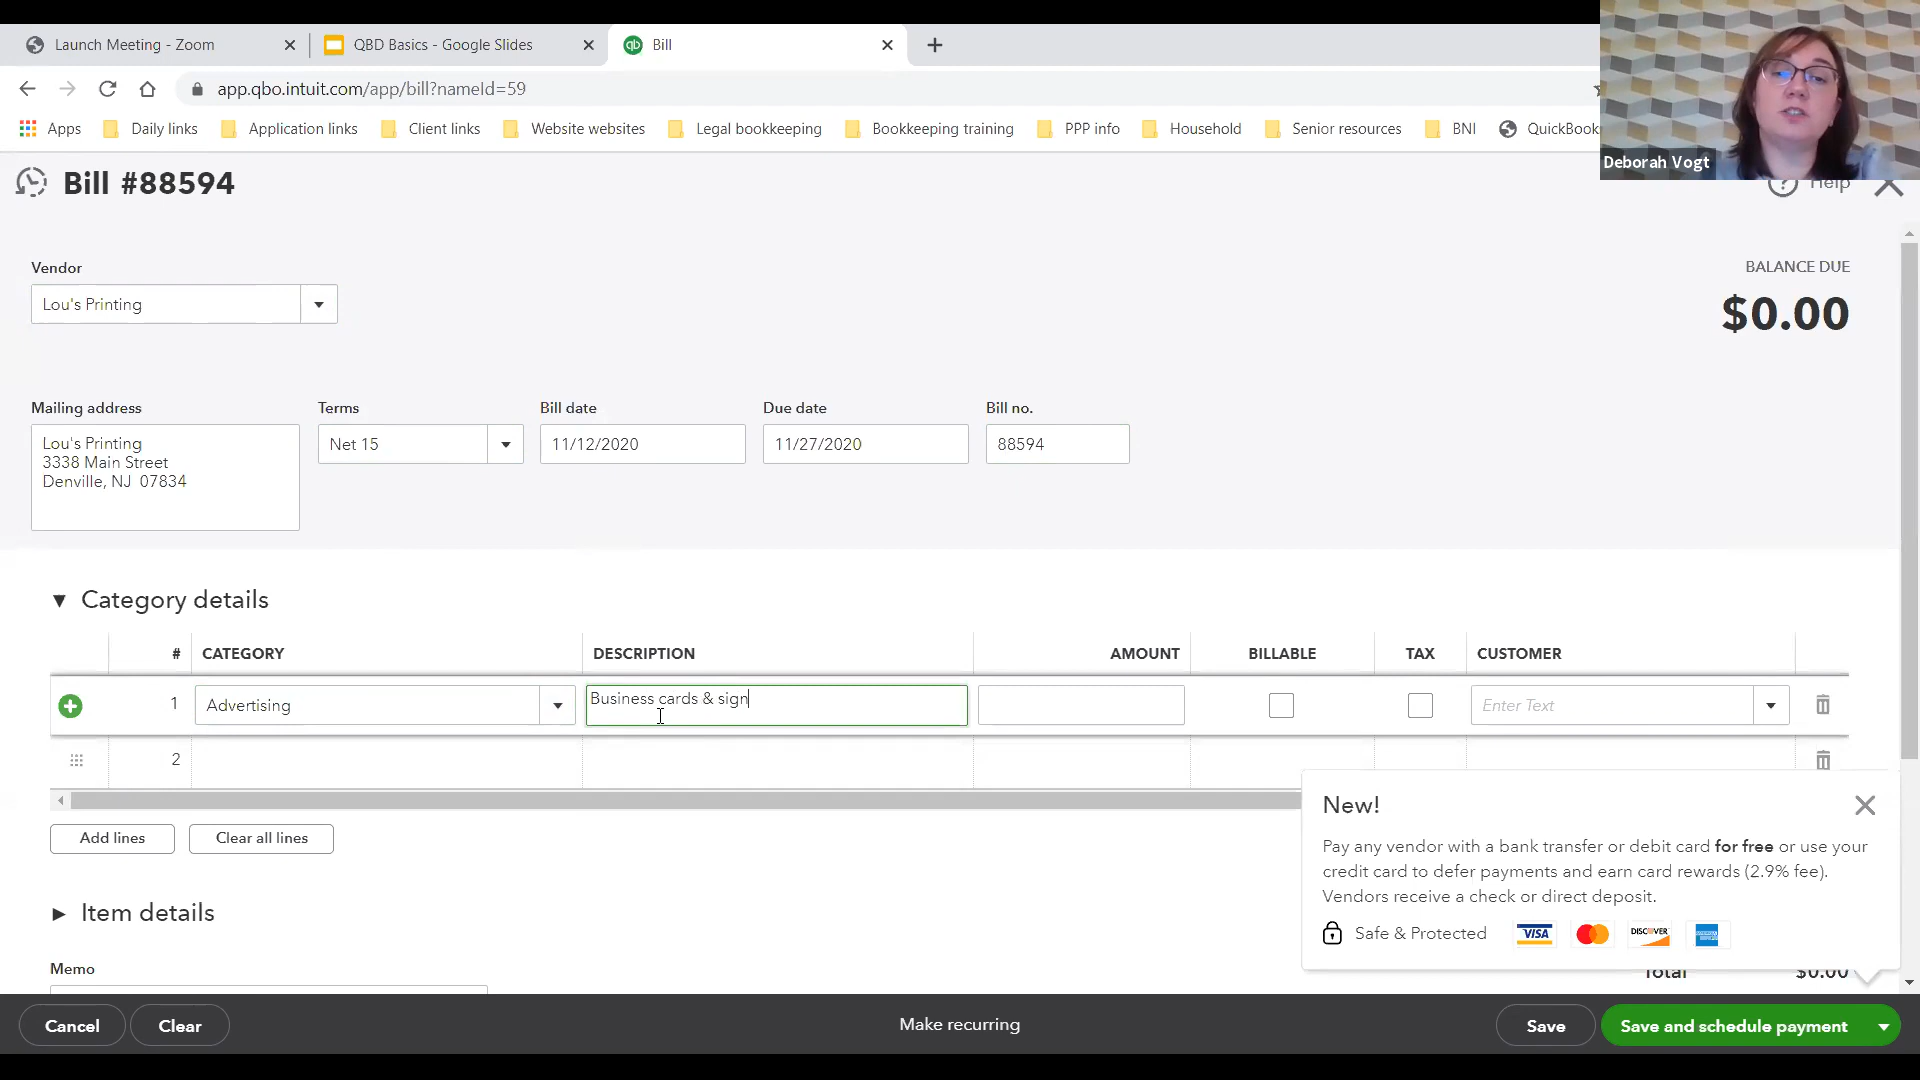 Launch Meeting - Zoom
QBD Basics - Google Slides
qb Bill
app.qbo.intuit.com/app/bill?nameId=59
Apps
Daily links
Application links
Client links
Website websites
Legal bookkeeping
Bookkeeping training
PPP info
Household
Senior resources
BNI
Deborah Vogt
Bill #88594
Help
Vendor
BALANCE DUE
Lou's Printing
$0.00
Mailing address
Terms
Bill date
Due date
Bill no.
Lou's Printing
3338 Main Street
Denville, NJ 07834
Net 15
11/12/2020
11/27/2020
88594
Category details
# CATEGORY DESCRIPTION AMOUNT BILLABLE TAX CUSTOMER
1 Advertising Business cards & sign Enter Text
2
Add lines
Clear all lines
New!
Pay any vendor with a bank transfer or debit card for free or use your
credit card to defer payments and earn card rewards (2.9% fee).
Vendors receive a check or direct deposit.
Safe & Protected
VISA
DISCOVER
Item details
Memo
Total $0.00
Cancel
Clear
Make recurring
Save
Save and schedule payment